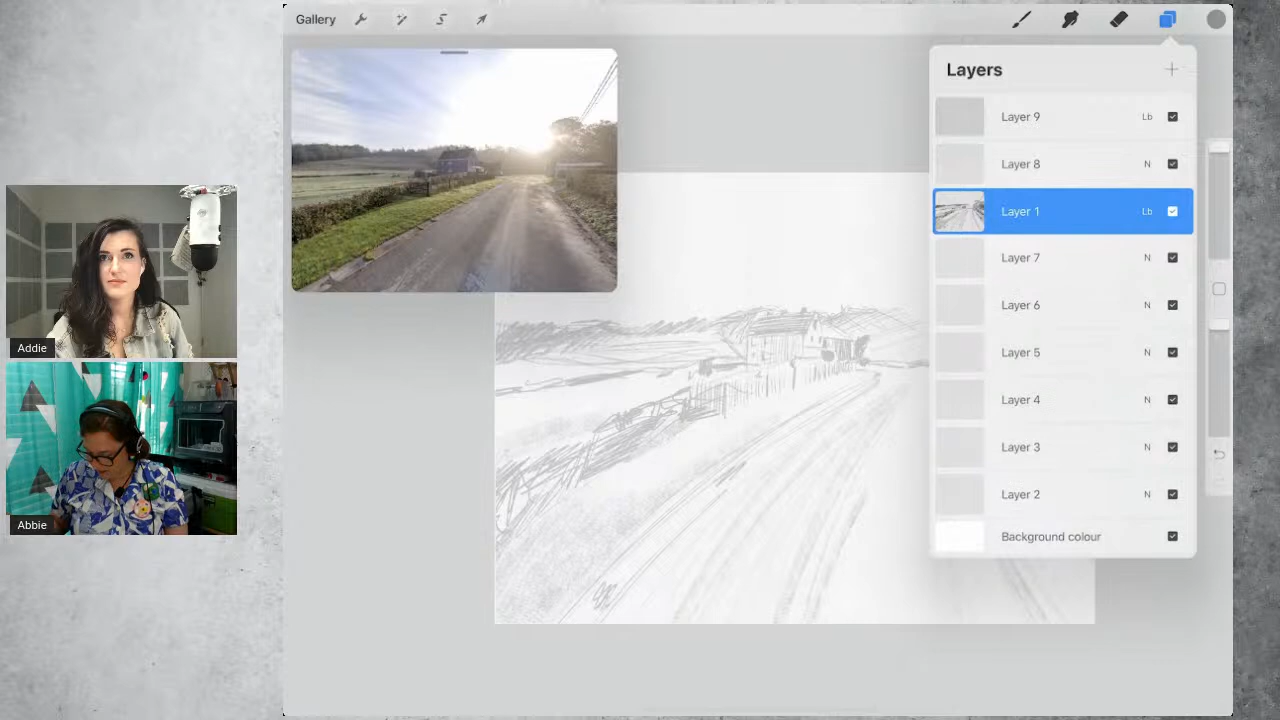 Gallery
Layers
Layer 9 Lb
Layer 8 N
Layer 1 Lb
Layer 7 N
Layer 6 N
Layer 5 N
Layer 4 N
Layer 3 N
Layer 2 N
Background colour
Addie
Abbie